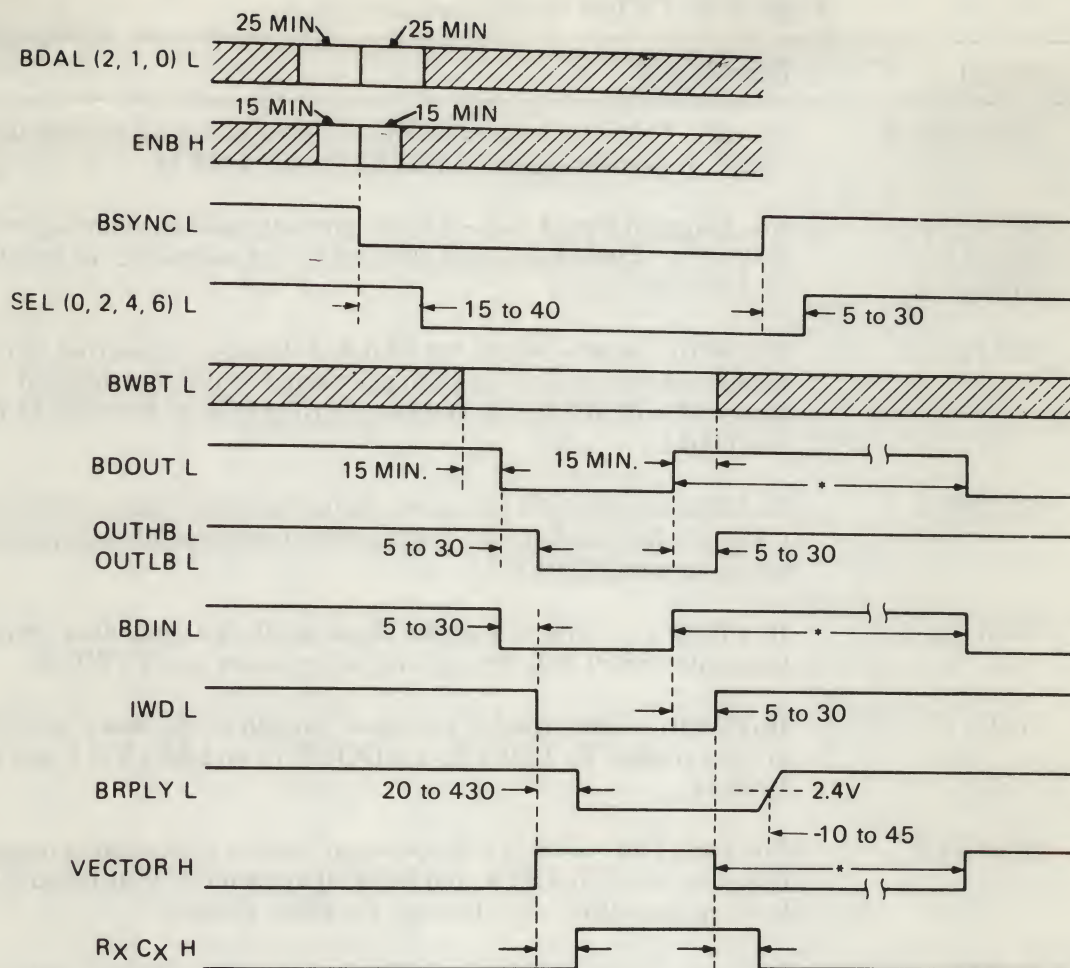 25 MIN 25 MIN
BDAL (2, 1, 0) L
15 MIN 15 MIN
ENB H
BSYNC L
SEL (0, 2, 4, 6) L 15 to 40 5 to 30
BWBT L
BDOUT L 15 MIN. 15 MIN. *
OUTHB L
OUTLB L 5 to 30 5 to 30
BDIN L 5 to 30 *
IWD L 5 to 30
BRPLY L 20 to 430 2.4V
-10 to 45
VECTOR H *
RX CX H